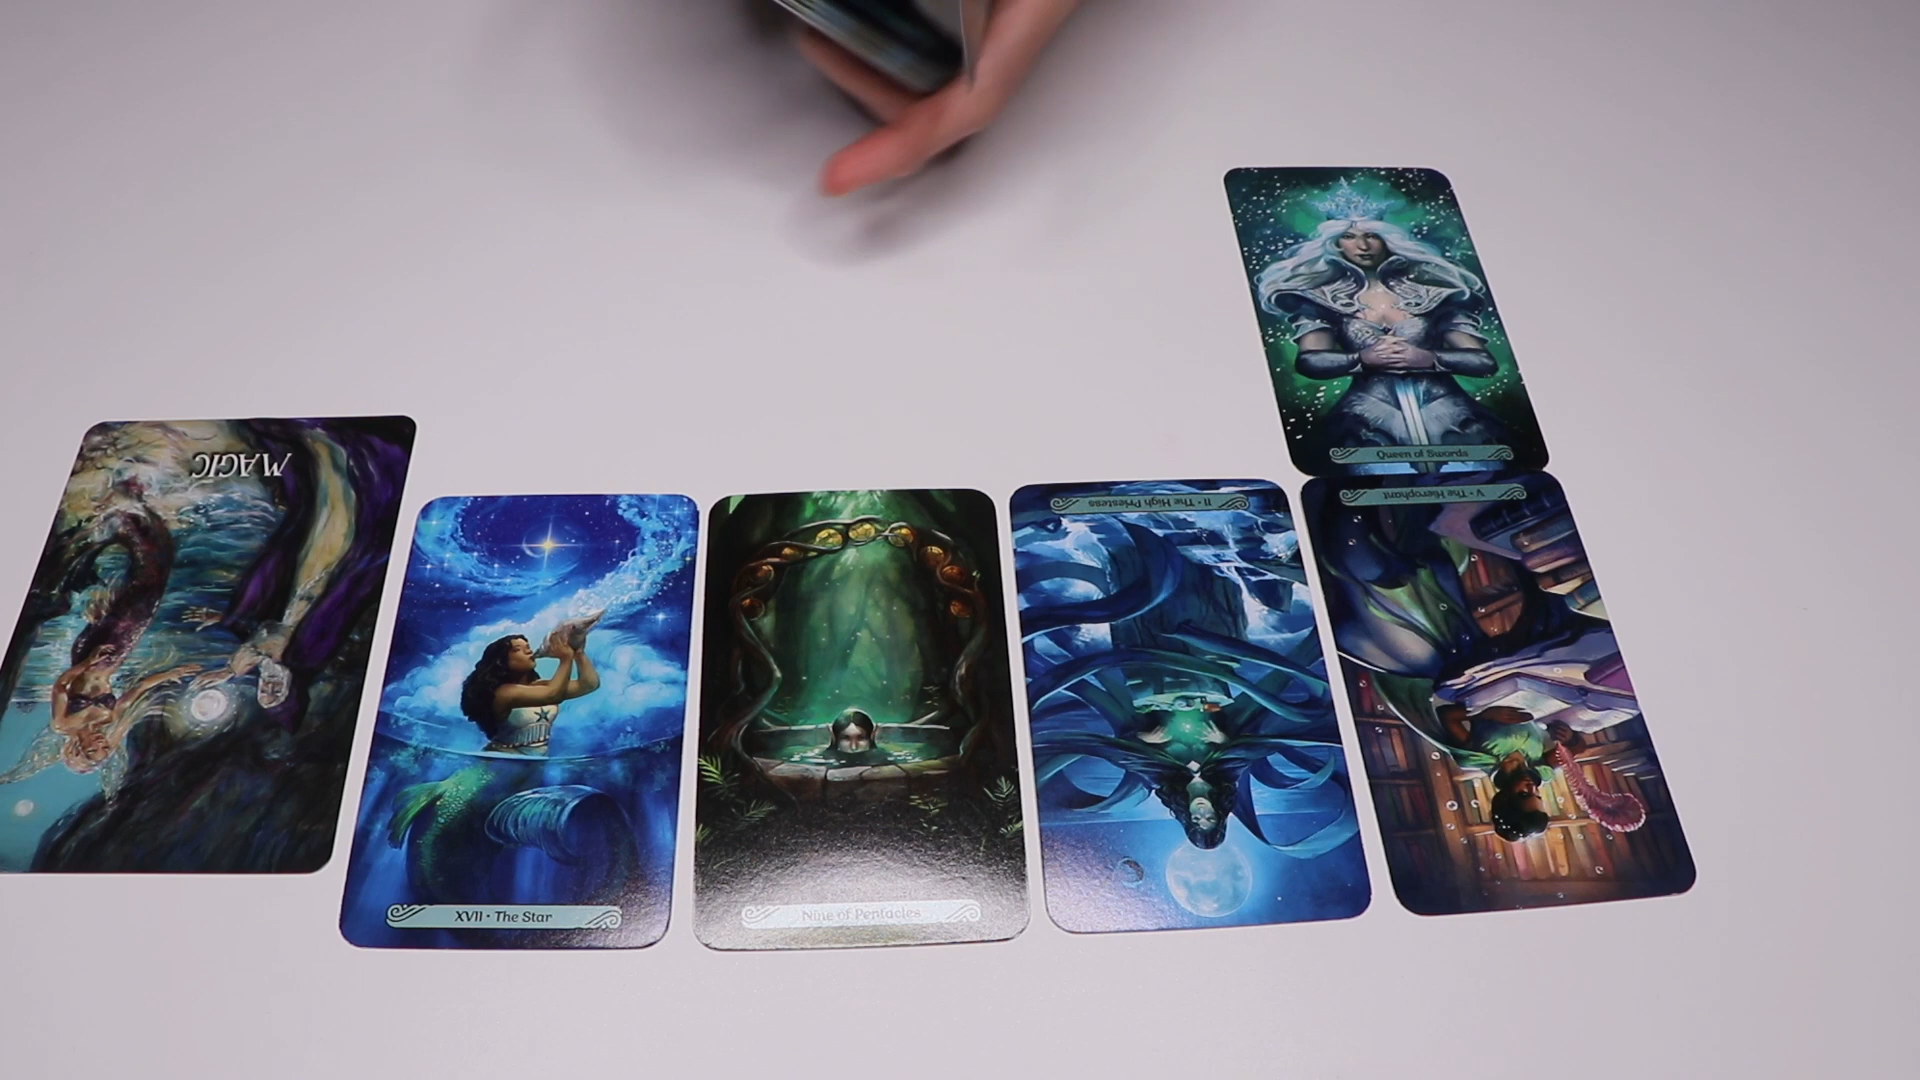 Queen of Swords
MAGIC
V • The Hierophant
II • The High Priestess
XVII • The Star
Nine of Pentacles